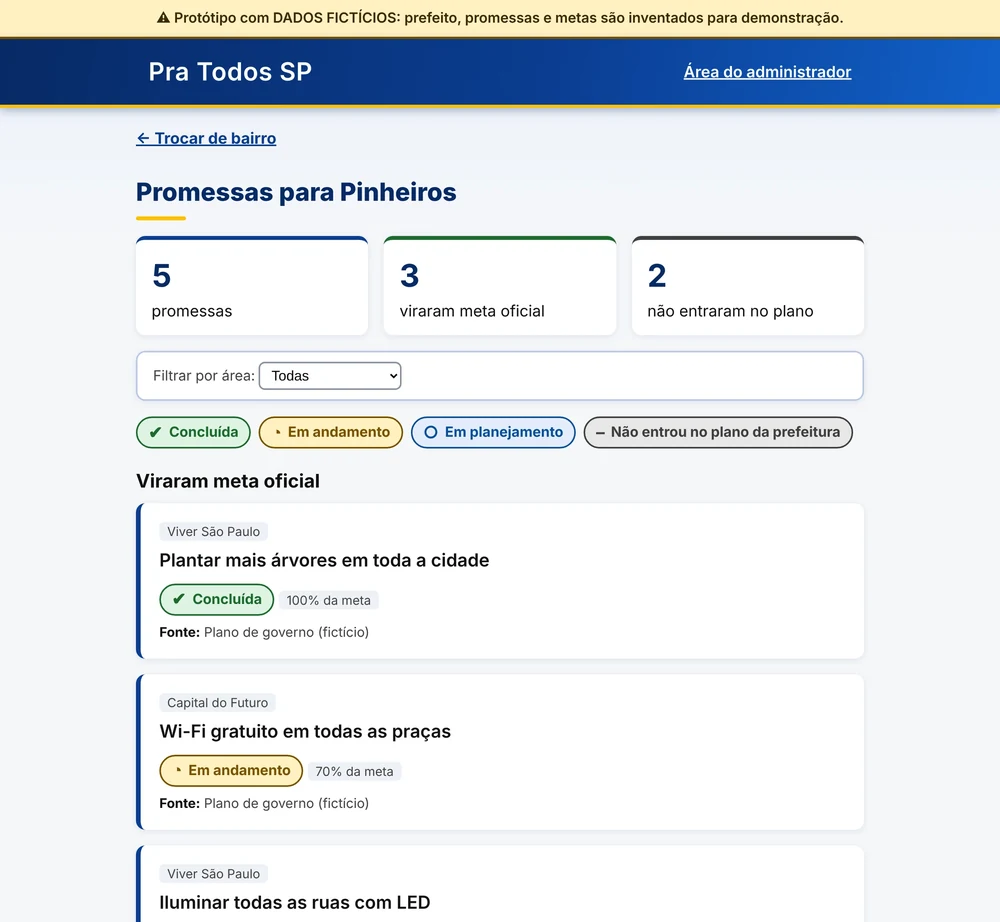 ⚠ Protótipo com DADOS FICTÍCIOS: prefeito, promessas e metas são inventados para demonstração.
Pra Todos SP
Área do administrador
← Trocar de bairro
Promessas para Pinheiros
5
promessas
3
viraram meta oficial
2
não entraram no plano
Filtrar por área: Todas
✔ Concluída
Em andamento
Em planejamento
– Não entrou no plano da prefeitura
Viraram meta oficial
Viver São Paulo
Plantar mais árvores em toda a cidade
✔ Concluída 100% da meta
Fonte: Plano de governo (fictício)
Capital do Futuro
Wi-Fi gratuito em todas as praças
Em andamento 70% da meta
Fonte: Plano de governo (fictício)
Viver São Paulo
Iluminar todas as ruas com LED